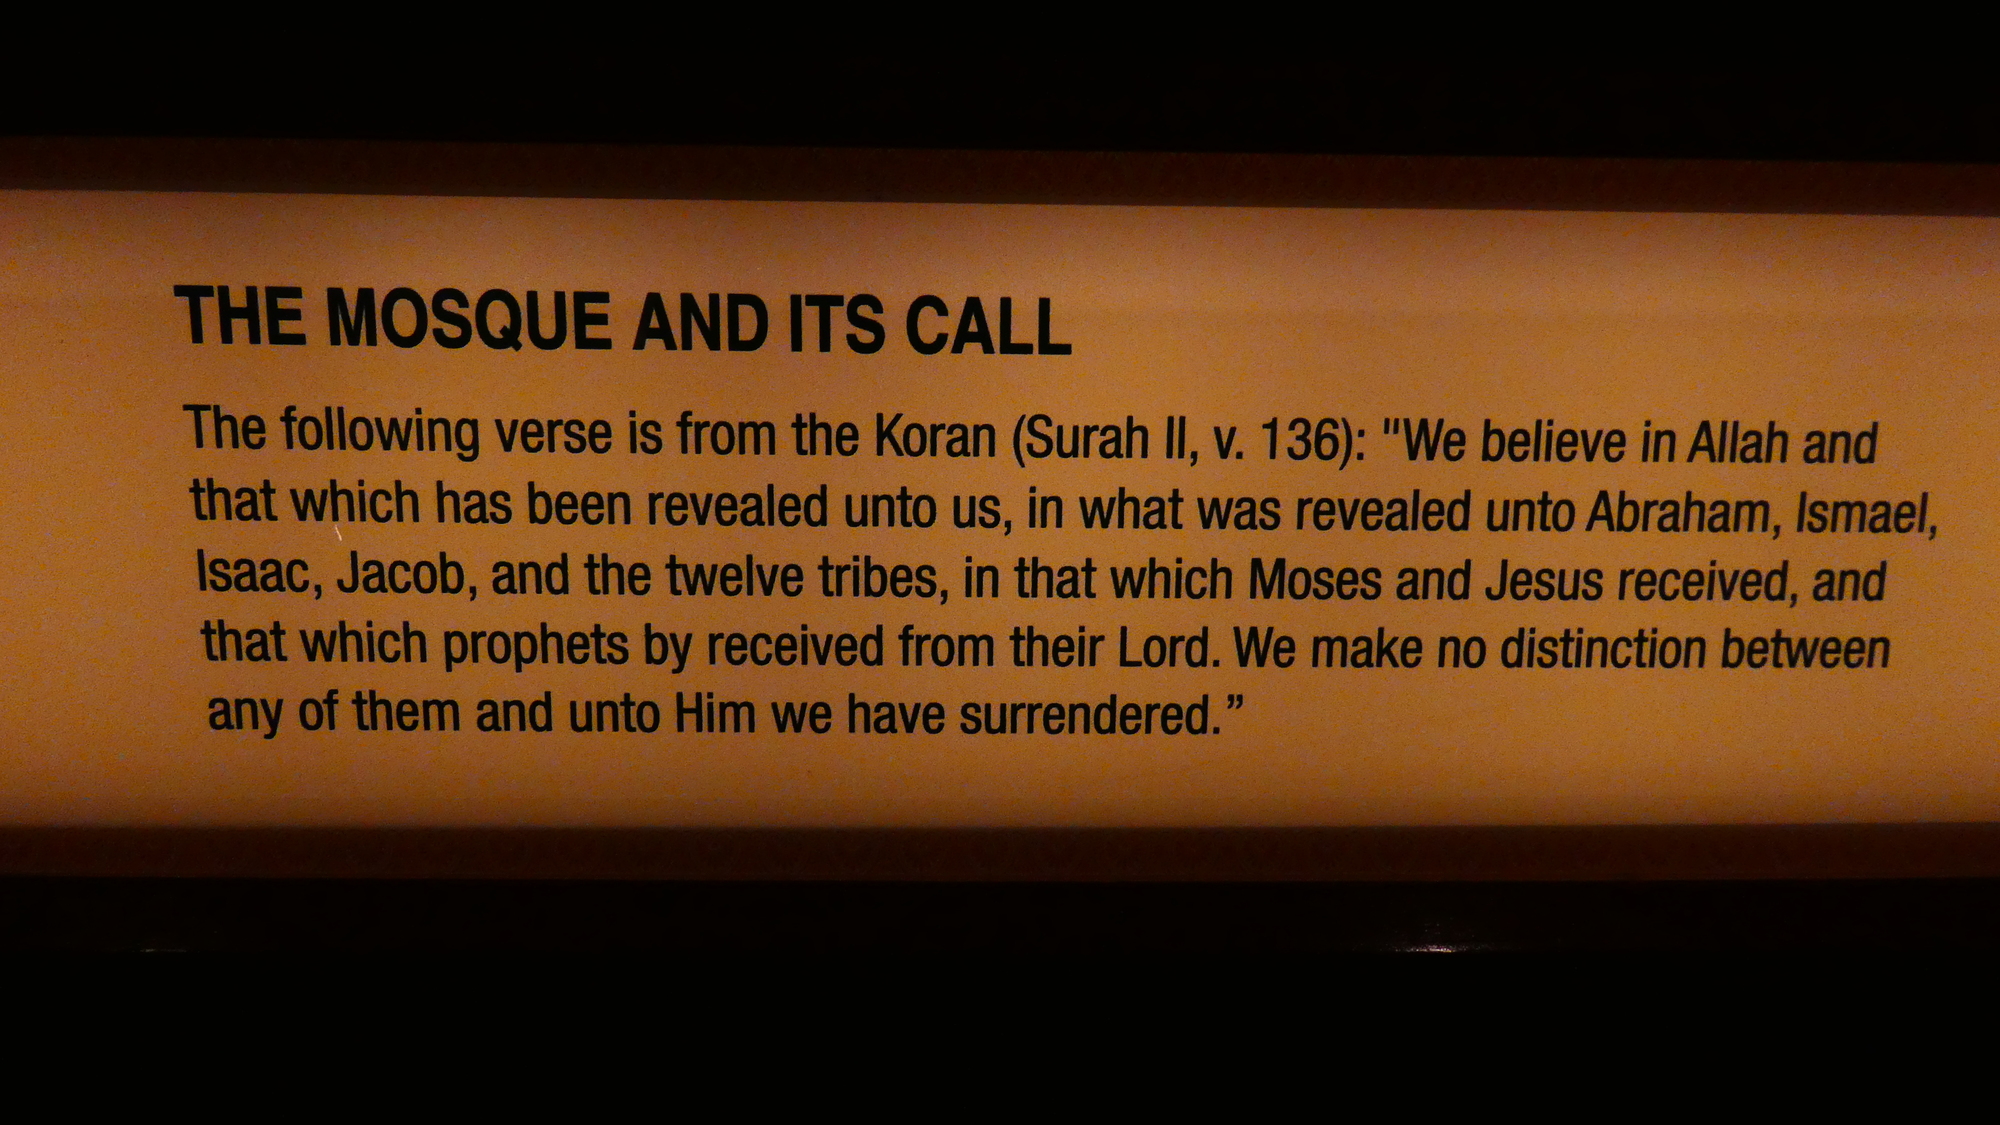 THE MOSQUE AND ITS CALL
The following verse is from the Koran (Surah II, v. 136): "We believe in Allah and
that which has been revealed unto us, in what was revealed unto Abraham, Ismael,
Isaac, Jacob, and the twelve tribes, in that which Moses and Jesus received, and
that which prophets by received from their Lord. We make no distinction between
any of them and unto Him we have surrendered.”